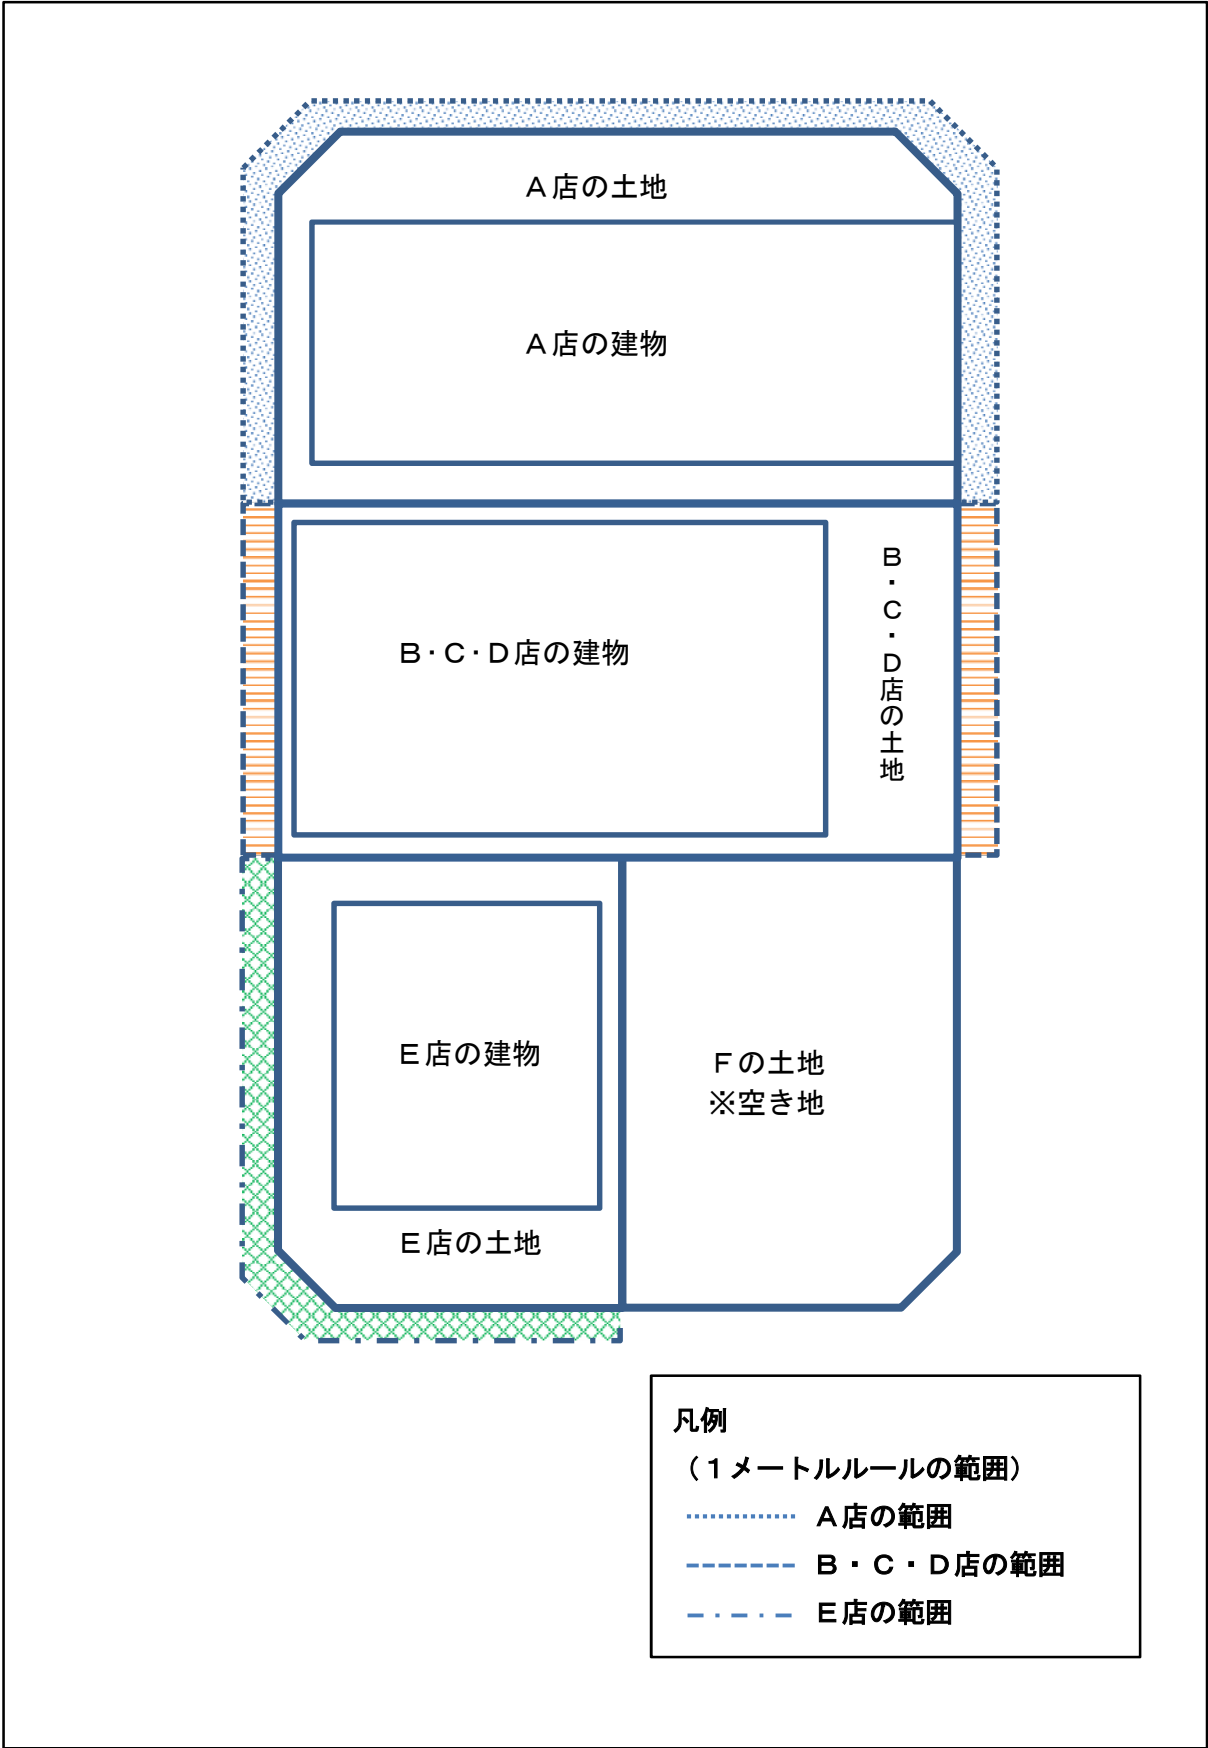 A店の土地
A店の建物
B・C・D店の建物
B・C・D店の土地
E店の建物
Fの土地
※空き地
E店の土地
凡例
(1メートルルールの範囲)
A店の範囲
B・C・D店の範囲
E店の範囲